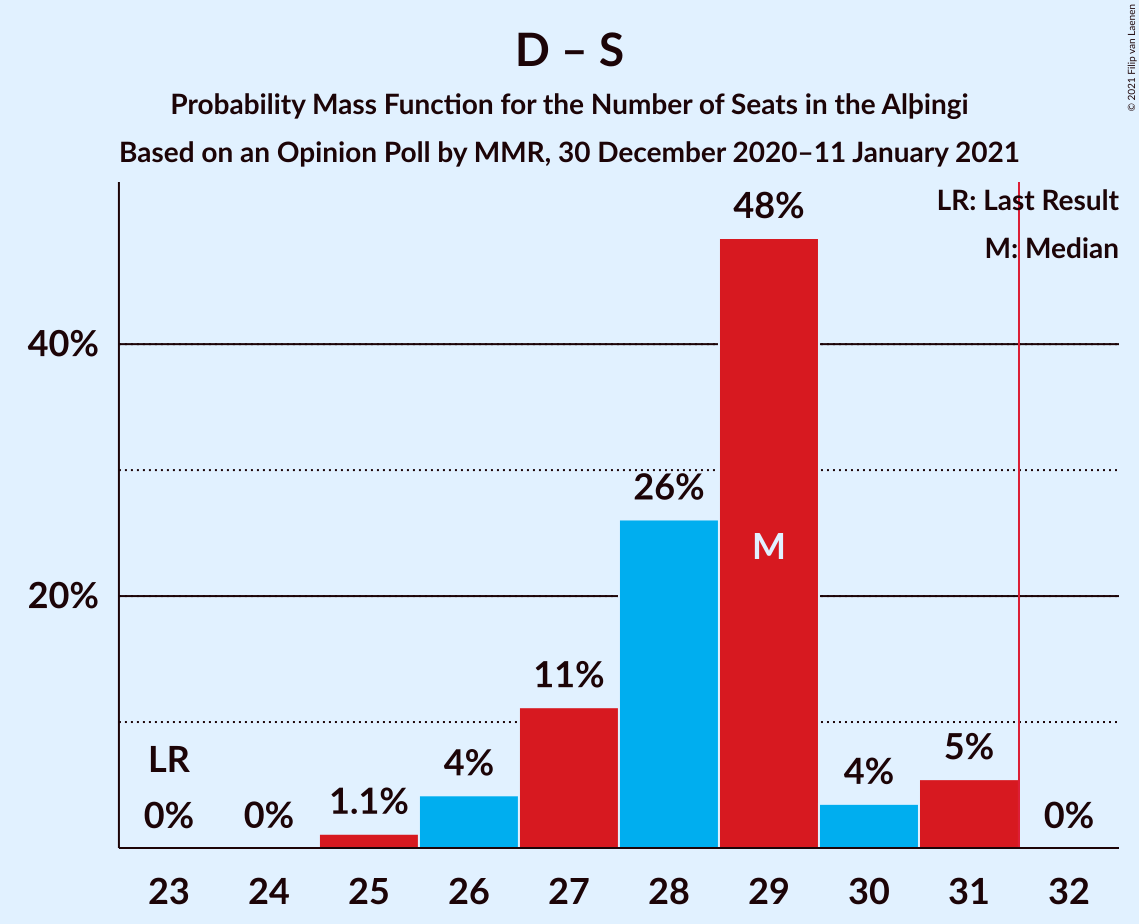 D – S
Probability Mass Function for the Number of Seats in the Alþingi
Based on an Opinion Poll by MMR, 30 December 2020–11 January 2021
© 2021 Filip van Laenen
LR: Last Result
M: Median
48%
40%
26%
M
20%
11%
LR
4%
5%
4%
1.1%
0%
0%
0%
23 24 25 26 27 28 29 30 31 32